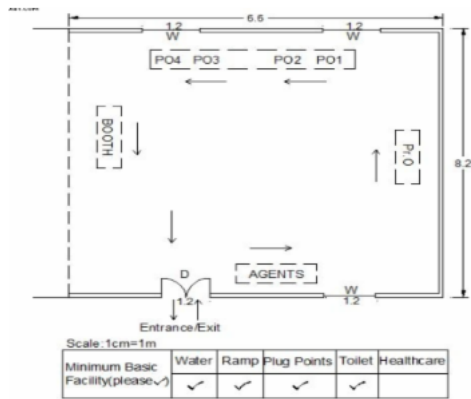 6.6
1.2 1.2
W W
PO4 PO3 PO2 PO1
BOOTH
Pr.O
8.2
D
AGENTS
W
1.2 1.2
Entrance/Exit
Scale:1cm=1m
Minimum Basic Facility(please✓) Water Ramp Plug Points Toilet Healthcare
✓ ✓ ✓ ✓